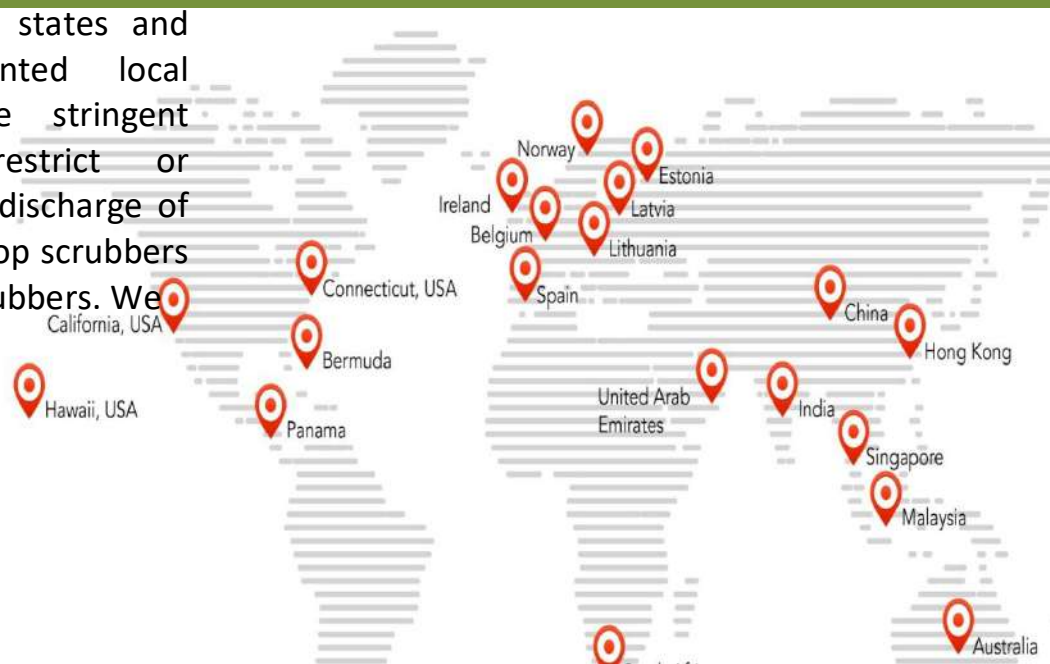 states and
nted local
e stringent
restrict or
discharge of
op scrubbers
ubbers. We
Norway
Estonia
Ireland
Latvia
Belgium
Lithuania
Connecticut, USA
Spain
California, USA
China
Bermuda
Hong Kong
Hawaii, USA
United Arab
Emirates
India
Panama
Singapore
Malaysia
Australia